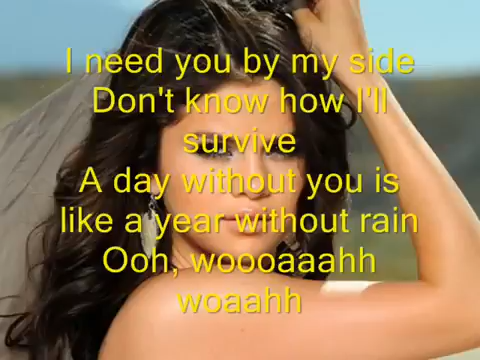 I need you by my side
Don't know how I'll
survive
A day without you is
like a year without rain
Ooh, woooaaahh
woaahh